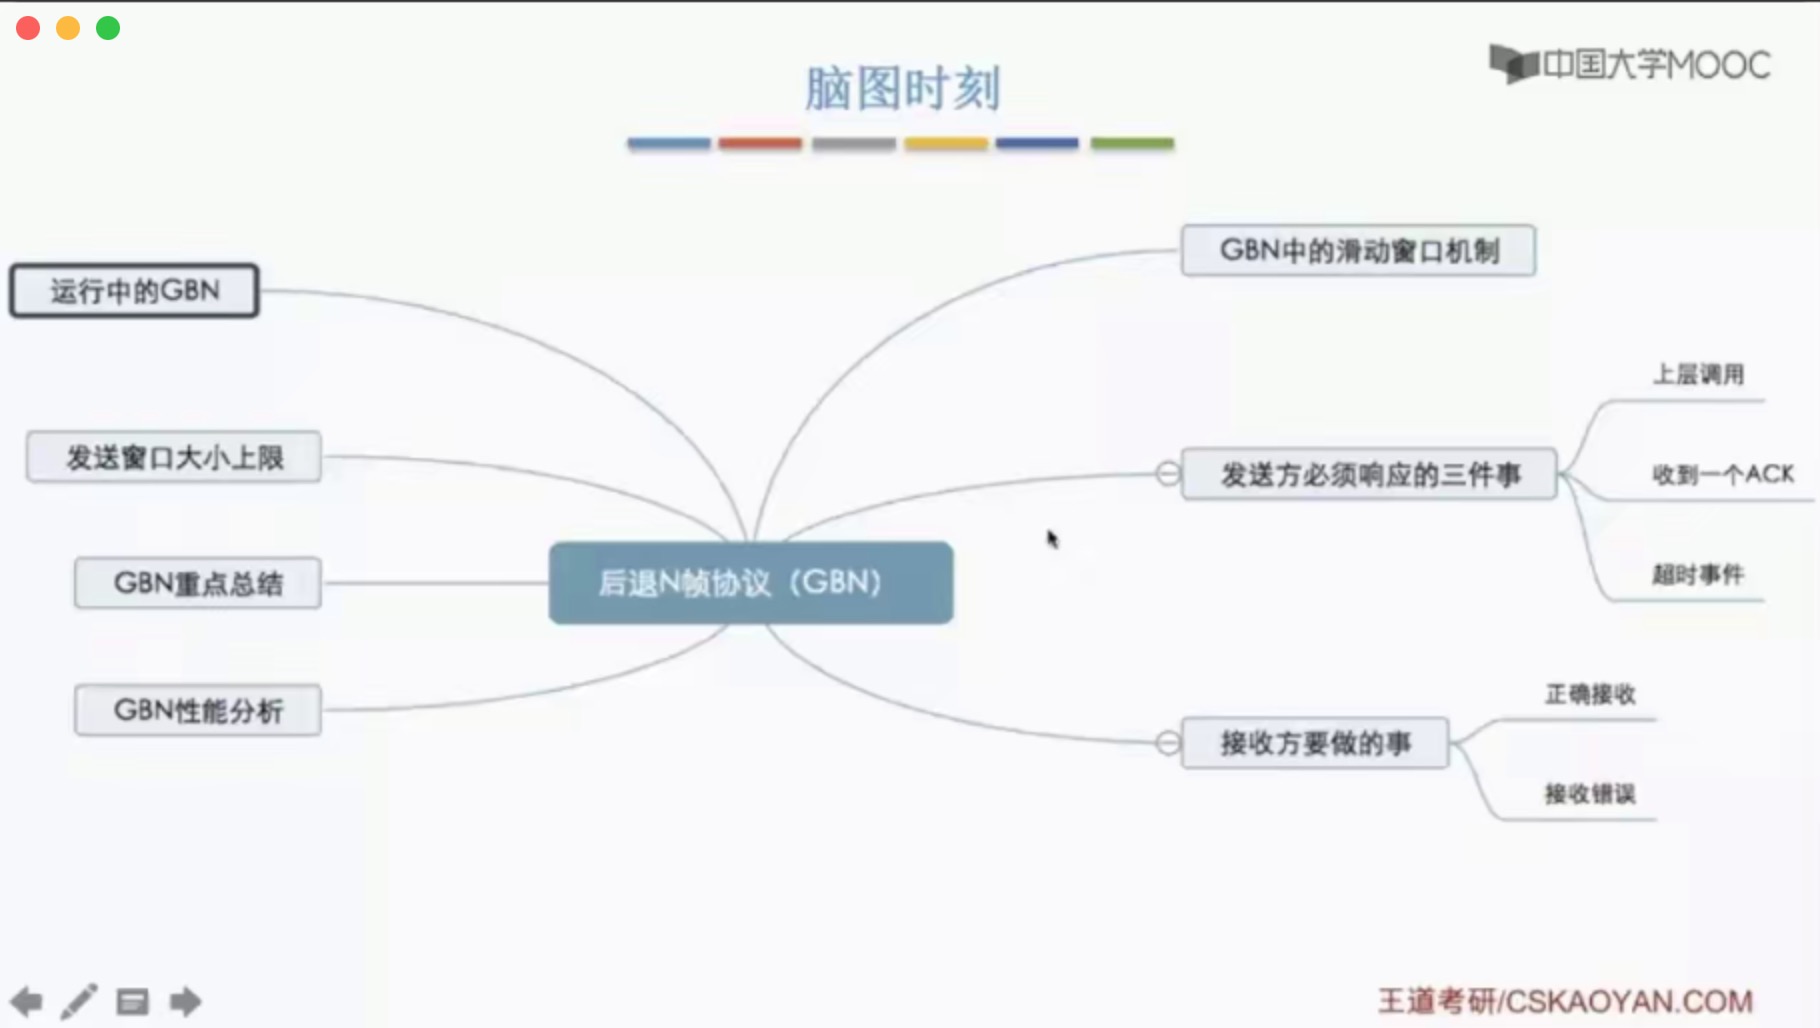 中国大学MOOC
脑图时刻
运行中的GBN
发送窗口大小上限
GBN重点总结
GBN性能分析
后退N帧协议（GBN）
GBN中的滑动窗口机制
发送方必须响应的三件事
上层调用
收到一个ACK
超时事件
接收方要做的事
正确接收
接收错误
王道考研/CSKAOYAN.COM